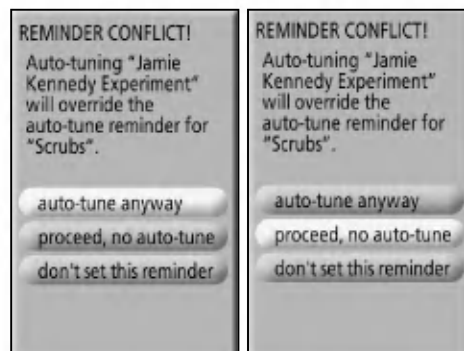 REMINDER CONFLICT!
Auto-tuning "Jamie
Kennedy Experiment"
will override the
auto-tune reminder for
"Scrubs".
auto-tune anyway
proceed, no auto-tune
don't set this reminder
REMINDER CONFLICT!
Auto-tuning "Jamie
Kennedy Experiment"
will override the
auto-tune reminder for
"Scrubs".
auto-tune anyway
proceed, no auto-tune
don't set this reminder